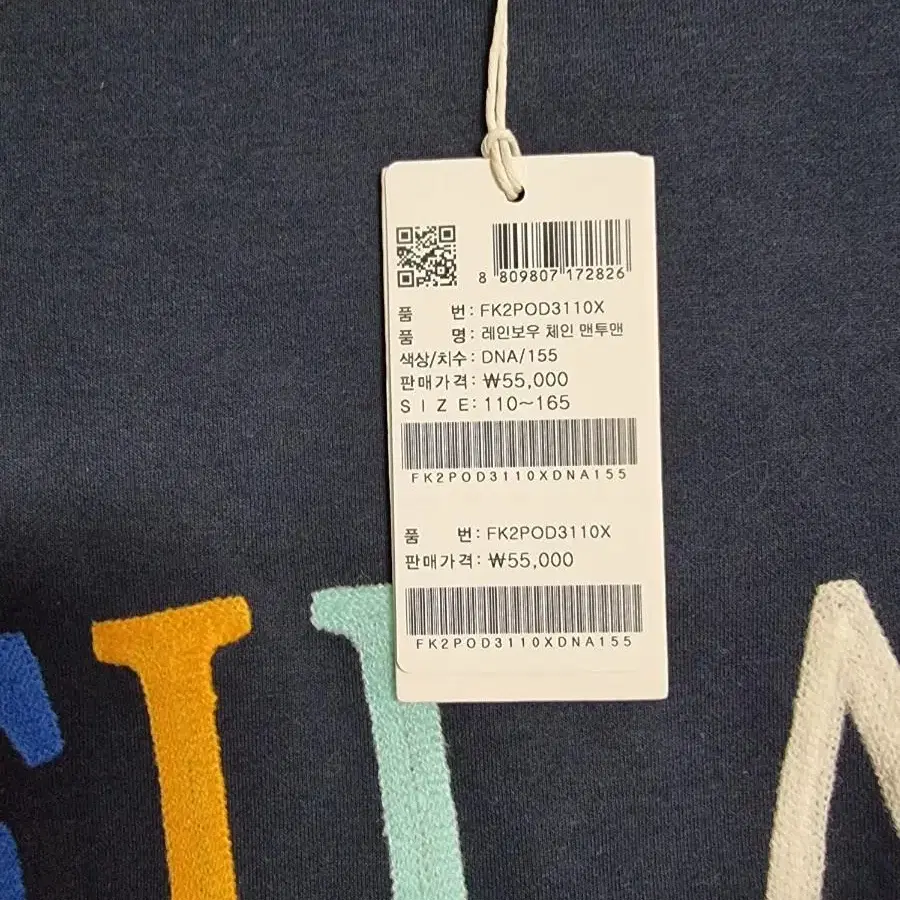 8 809807 172826
품 번: FK2POD3110X
품 명: 레인보우 체인 맨투맨
색상/치수: DNA/155
판매가격: ₩55,000
S I Z E: 110~165
FK2POD3110XDNA155
품 번: FK2POD3110X
판매가격: ₩55,000
FK2POD3110XDNA155